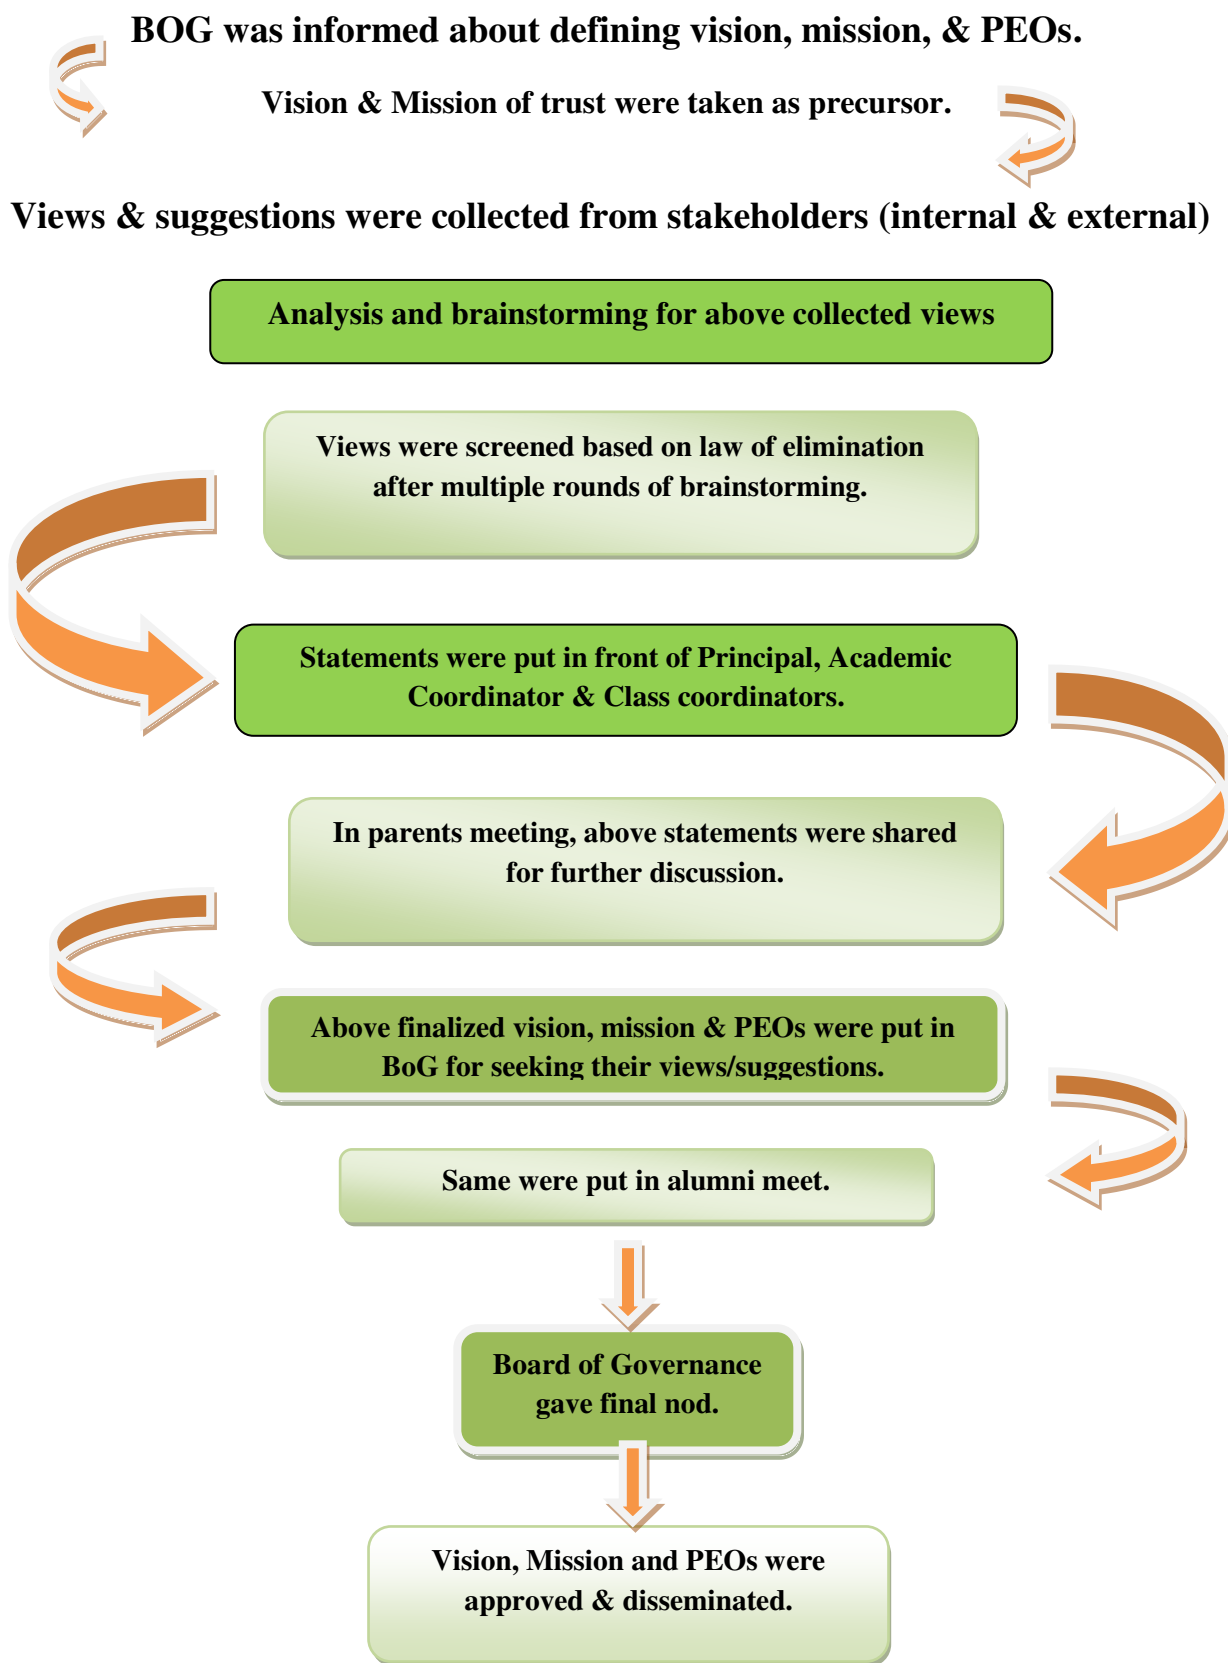 BOG was informed about defining vision, mission, & PEOs.
Vision & Mission of trust were taken as precursor.
Views & suggestions were collected from stakeholders (internal & external)
Analysis and brainstorming for above collected views
Views were screened based on law of elimination
after multiple rounds of brainstorming.
Statements were put in front of Principal, Academic
Coordinator & Class coordinators.
In parents meeting, above statements were shared
for further discussion.
Above finalized vision, mission & PEOs were put in
BoG for seeking their views/suggestions.
Same were put in alumni meet.
Board of Governance
gave final nod.
Vision, Mission and PEOs were
approved & disseminated.